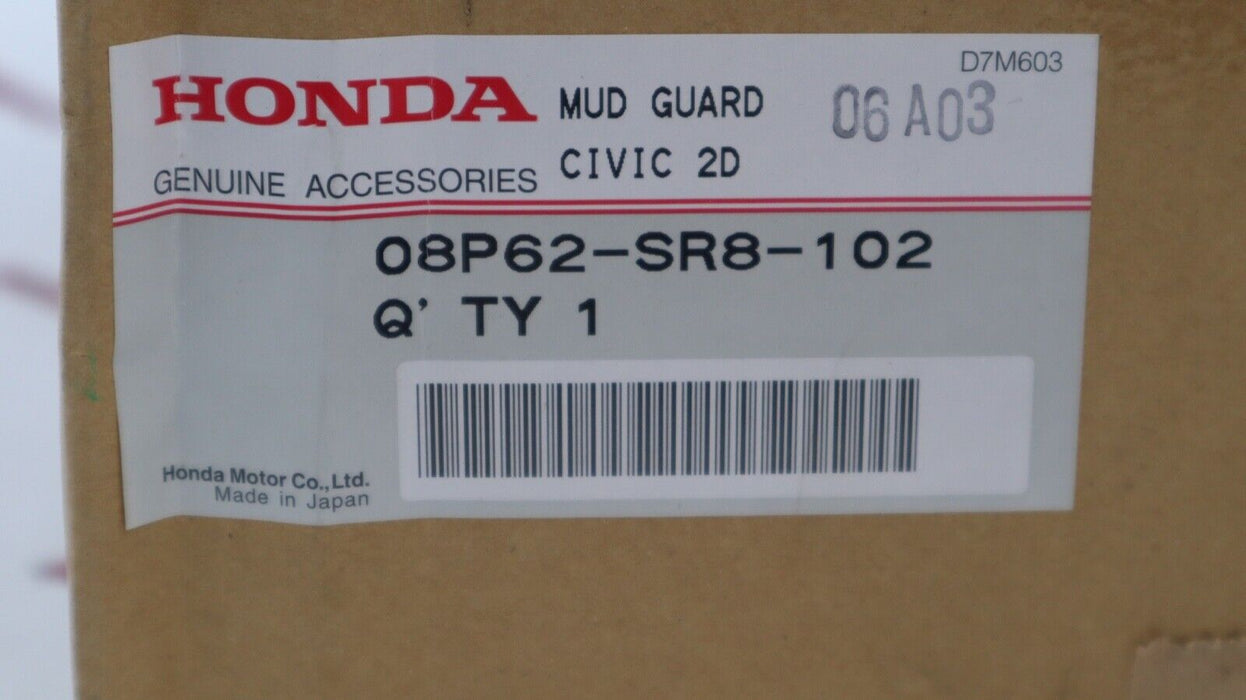 D7M603
HONDA
MUD GUARD
06 A03
GENUINE ACCESSORIES
CIVIC 2D
08P62-SR8-102
Q' TY 1
Honda Motor Co.,Ltd.
Made in Japan